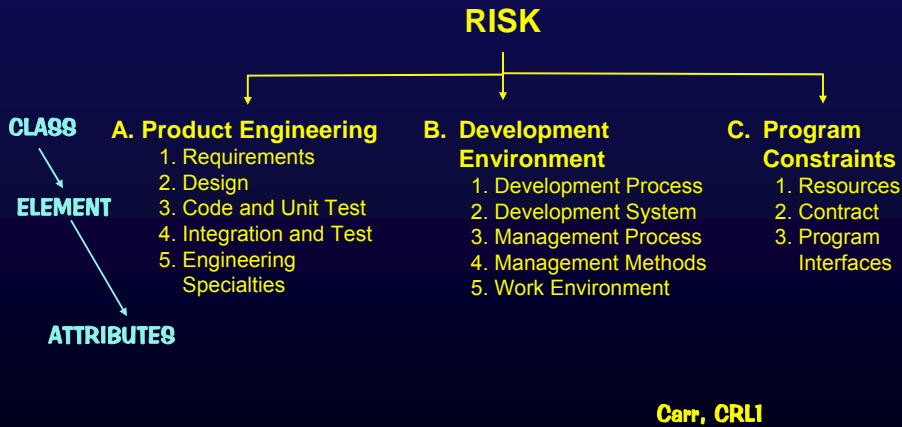 RISK
CLASS
ELEMENT
ATTRIBUTES
A. Product Engineering
1. Requirements
2. Design
3. Code and Unit Test
4. Integration and Test
5. Engineering
Specialties
B. Development
Environment
1. Development Process
2. Development System
3. Management Process
4. Management Methods
5. Work Environment
C. Program
Constraints
1. Resources
2. Contract
3. Program
Interfaces
Carr, CRL1